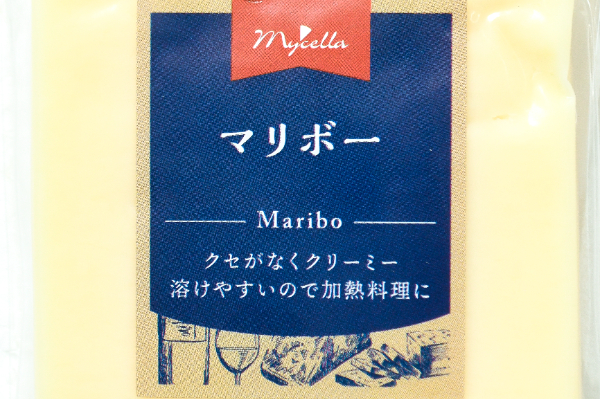 Mycella
マリボー
Maribo
クセがなくクリーミー
溶けやすいので加熱料理に